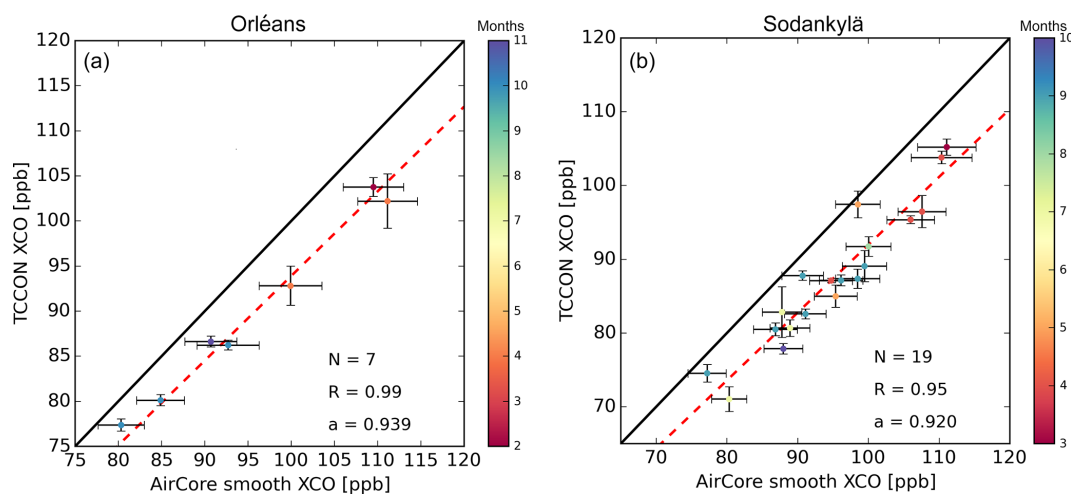 Orléans
Months
(a)
TCCON XCO [ppb]
120
115
110
105
100
95
90
85
80
75
75 80 85 90 95 100 105 110 115 120
AirCore smooth XCO [ppb]
N = 7
R = 0.99
a = 0.939
11
10
9
8
7
6
5
4
3
2
Sodankylä
Months
(b)
TCCON XCO [ppb]
120
110
100
90
80
70
70 80 90 100 110 120
AirCore smooth XCO [ppb]
N = 19
R = 0.95
a = 0.920
10
9
8
7
6
5
4
3